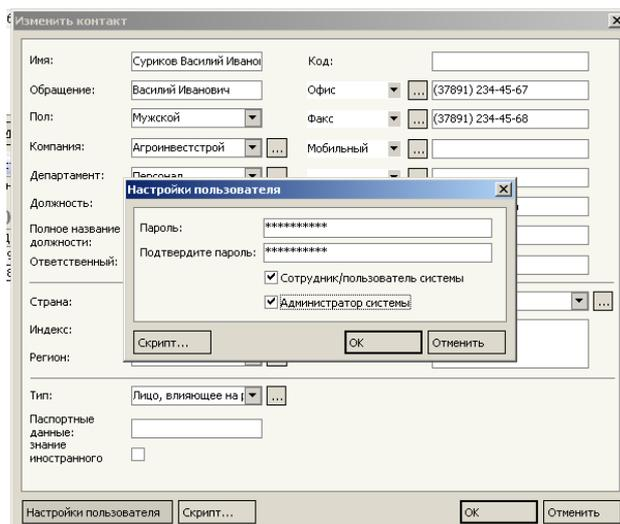 Изменить контакт
Имя: Суриков Василий Ивано Код:
Обращение: Василий Иванович Офис ... (37891) 234-45-67
Пол: Мужской Факс ... (37891) 234-45-68
Компания: Агроинвестстрой ... Мобильный ...
Департамент: Персонал
Настройки пользователя
Должность:
Пароль: **********
Полное название должности:
Подтвердите пароль: **********
Ответственный:
Сотрудник/пользователь системы
Страна:
Администратор системы
...
Индекс:
Скрипт... OK Отменить
Регион:
Тип: Лицо, влияющее на р ...
Паспортные
данные:
знание
иностранного
Настройки пользователя Скрипт... OK Отменить